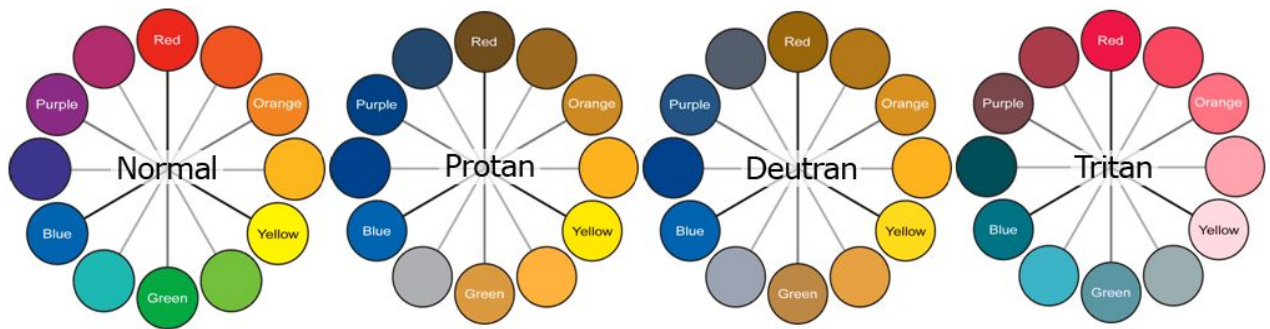 Red
Purple
Orange
Normal
Blue
Yellow
Green
Red
Purple
Orange
Protan
Blue
Yellow
Green
Red
Purple
Orange
Deutran
Blue
Yellow
Green
Red
Purple
Orange
Tritan
Blue
Yellow
Green